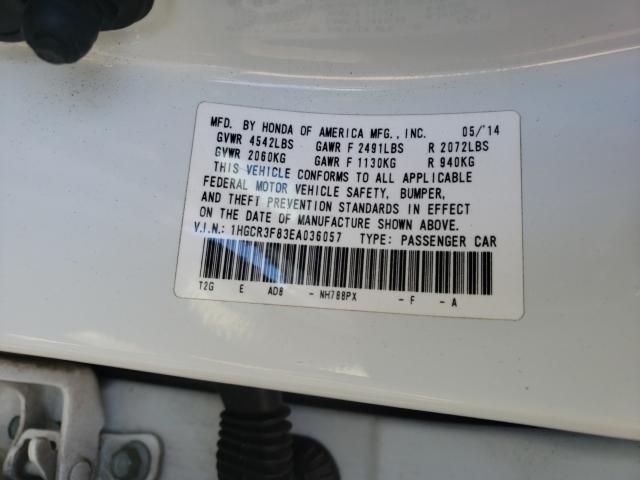 MFD. BY HONDA OF AMERICA MFG., INC. 05/'14
GVWR 4542LBS GAWR F 2491LBS R 2072LBS
GVWR 2060KG GAWR F 1130KG R 940KG
THIS VEHICLE CONFORMS TO ALL APPLICABLE
FEDERAL MOTOR VEHICLE SAFETY, BUMPER,
AND THEFT PREVENTION STANDARDS IN EFFECT
ON THE DATE OF MANUFACTURE SHOWN ABOVE.
V.I.N.: 1HGCR3F83EA036057 TYPE: PASSENGER CAR
T2G E AD8 - NH788PX - F - A